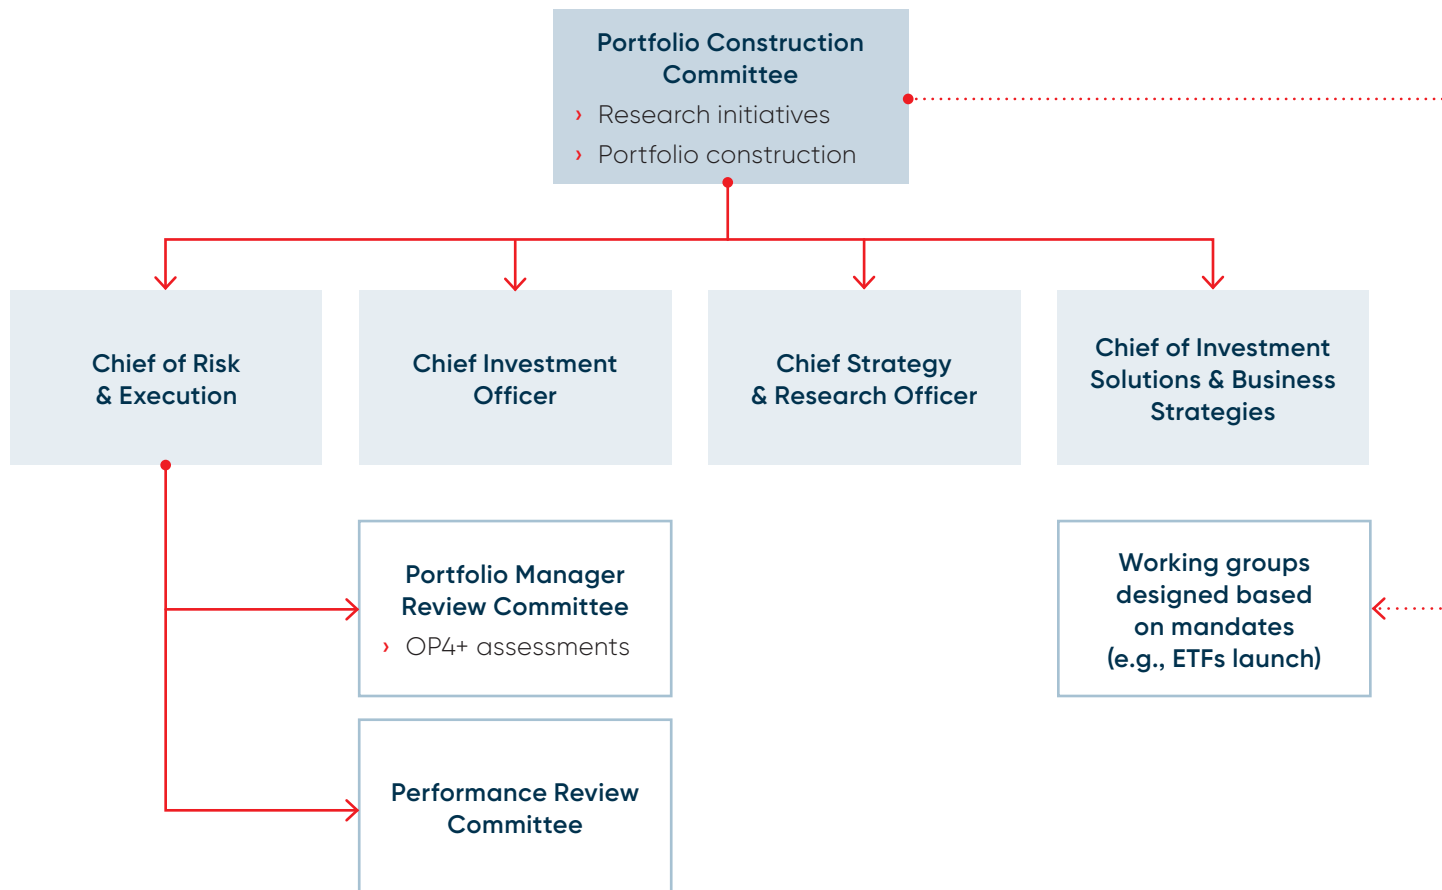 Portfolio Construction
Committee
› Research initiatives
› Portfolio construction
Chief of Risk
& Execution
Chief Investment
Officer
Chief Strategy
& Research Officer
Chief of Investment
Solutions & Business
Strategies
Portfolio Manager
Review Committee
› OP4+ assessments
Working groups
designed based
on mandates
(e.g., ETFs launch)
Performance Review
Committee